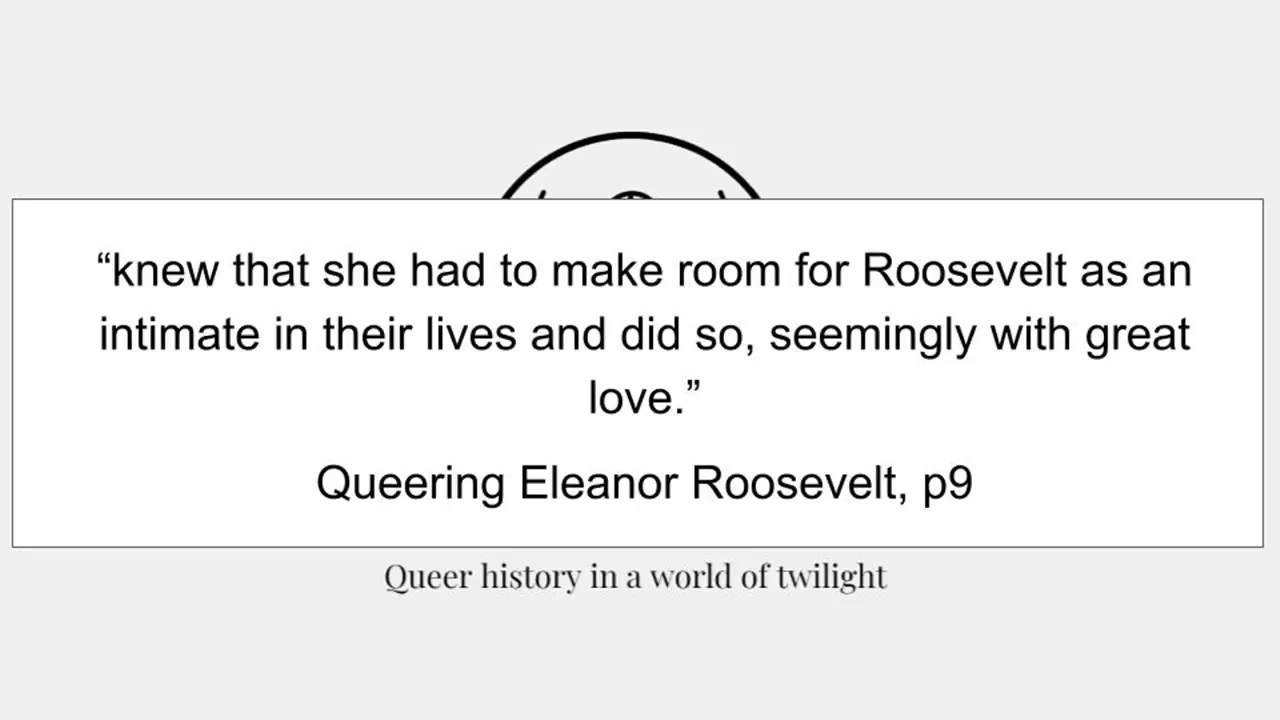 “knew that she had to make room for Roosevelt as an
intimate in their lives and did so, seemingly with great
love.”
Queering Eleanor Roosevelt, p9
Queer history in a world of twilight